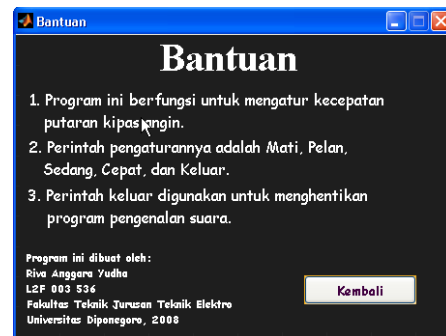 Bantuan
Bantuan
1. Program ini berfungsi untuk mengatur kecepatan
putaran kipas angin.
2. Perintah pengaturannya adalah Mati, Pelan,
Sedang, Cepat, dan Keluar.
3. Perintah keluar digunakan untuk menghentikan
program pengenalan suara.
Program ini dibuat oleh:
Riva Anggara Yudha
L2F 003 536
Fakultas Teknik Jurusan Teknik Elektro
Universitas Diponegoro, 2008
Kembali